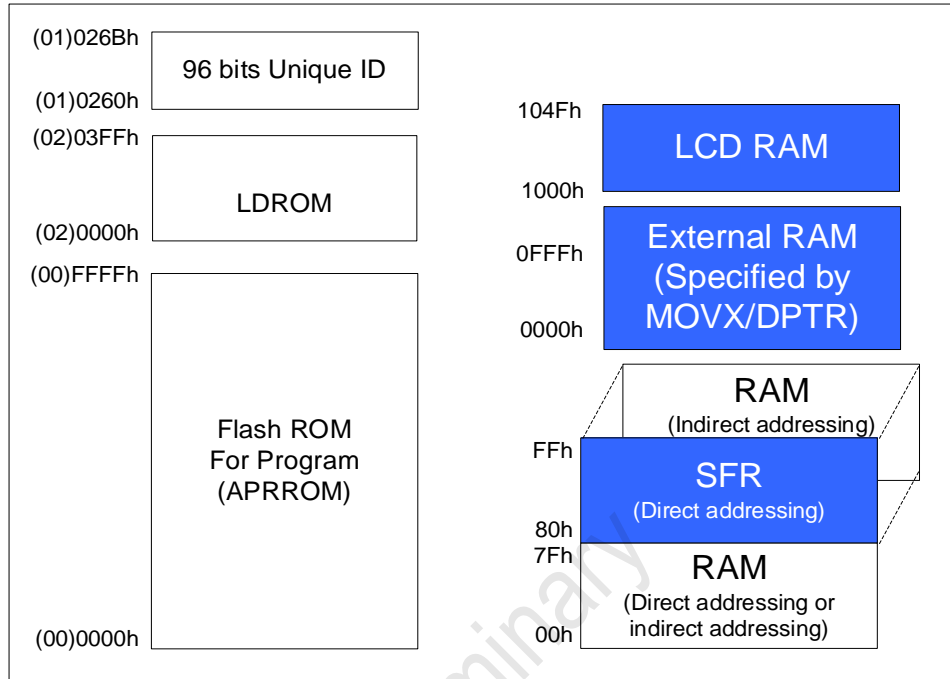 (01)026Bh
96 bits Unique ID
(01)0260h
(02)03FFh
LDROM
(02)0000h
(00)FFFFh
Flash ROM
For Program
(APRROM)
(00)0000h
104Fh
LCD RAM
1000h
External RAM
0FFFh
(Specified by
MOVX/DPTR)
0000h
RAM
(Indirect addressing)
FFh
SFR
(Direct addressing)
80h
7Fh
RAM
(Direct addressing or
indirect addressing)
00h
minary